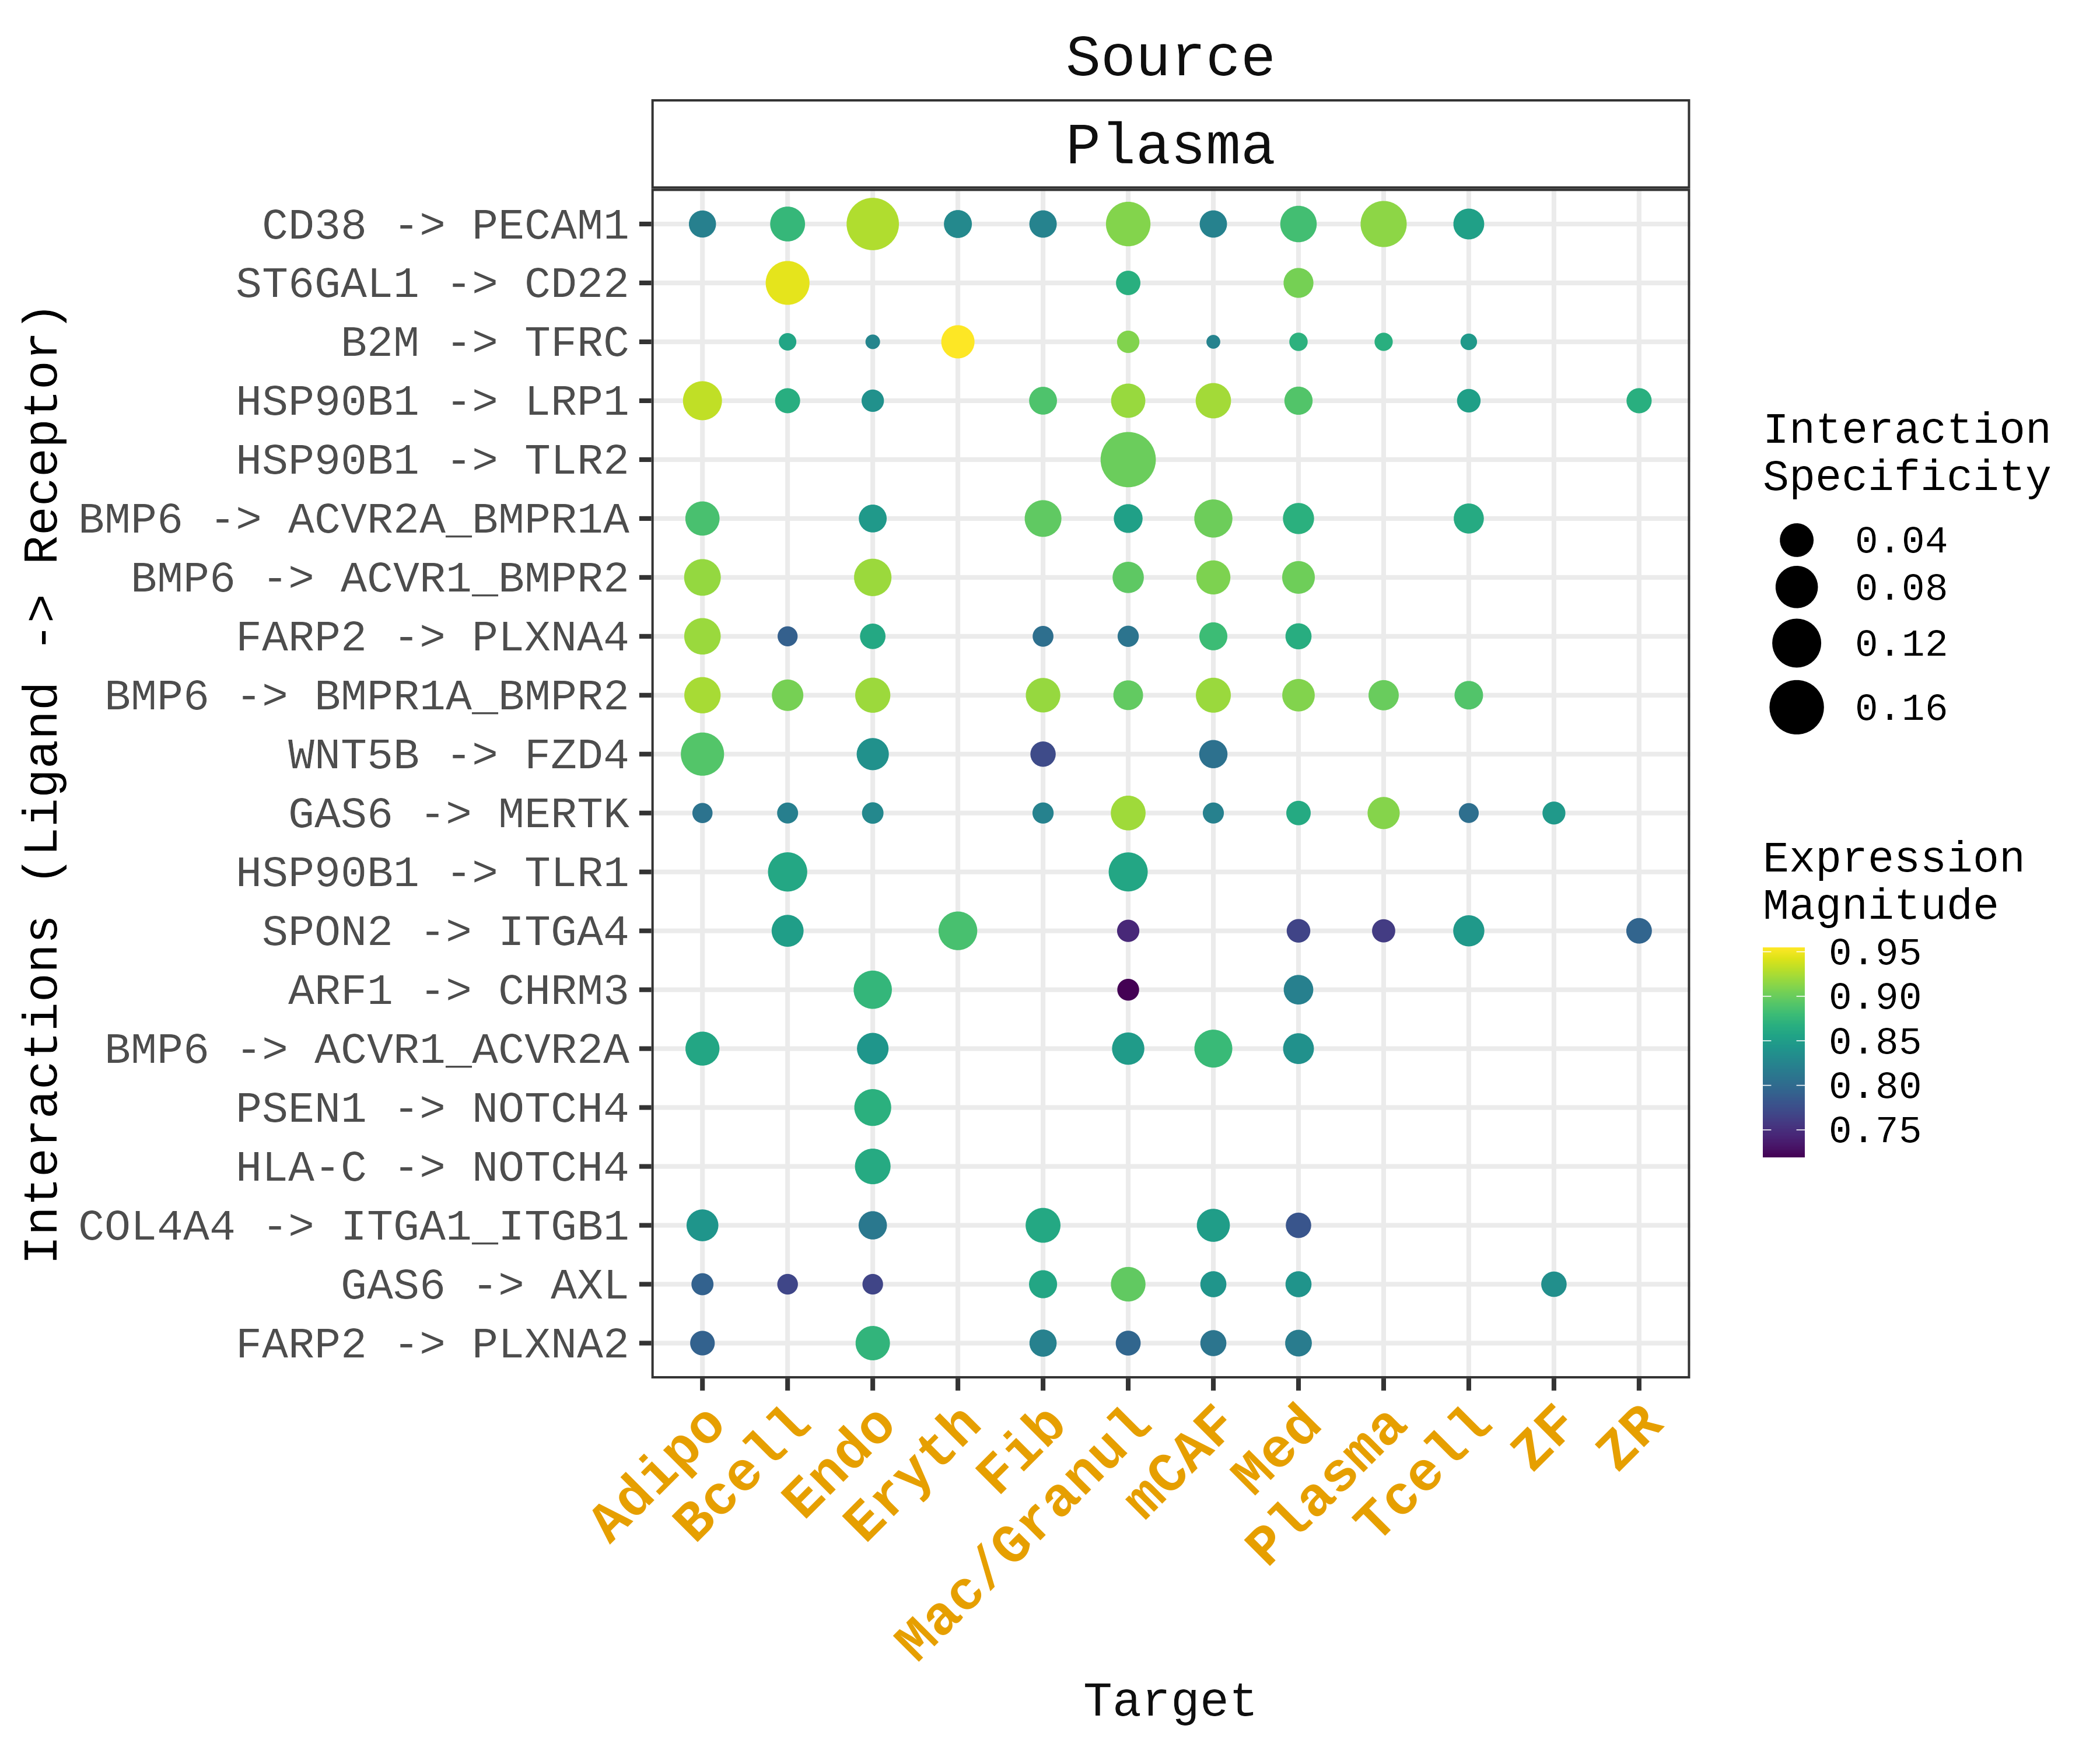 Source
Plasma
Interactions (Ligand -> Receptor)
CD38 -> PECAM1
ST6GAL1 -> CD22
B2M -> TFRC
HSP90B1 -> LRP1
HSP90B1 -> TLR2
BMP6 -> ACVR2A_BMPR1A
BMP6 -> ACVR1_BMPR2
FARP2 -> PLXNA4
BMP6 -> BMPR1A_BMPR2
WNT5B -> FZD4
GAS6 -> MERTK
HSP90B1 -> TLR1
SPON2 -> ITGA4
ARF1 -> CHRM3
BMP6 -> ACVR1_ACVR2A
PSEN1 -> NOTCH4
HLA-C -> NOTCH4
COL4A4 -> ITGA1_ITGB1
GAS6 -> AXL
FARP2 -> PLXNA2
Adipo
Bcell
Endo
Eryth
Fib
Mac/Granul
mCAF
Med
Plasma
Tcell
ZF
ZR
Target
Interaction
Specificity
0.04
0.08
0.12
0.16
Expression
Magnitude
0.95
0.90
0.85
0.80
0.75